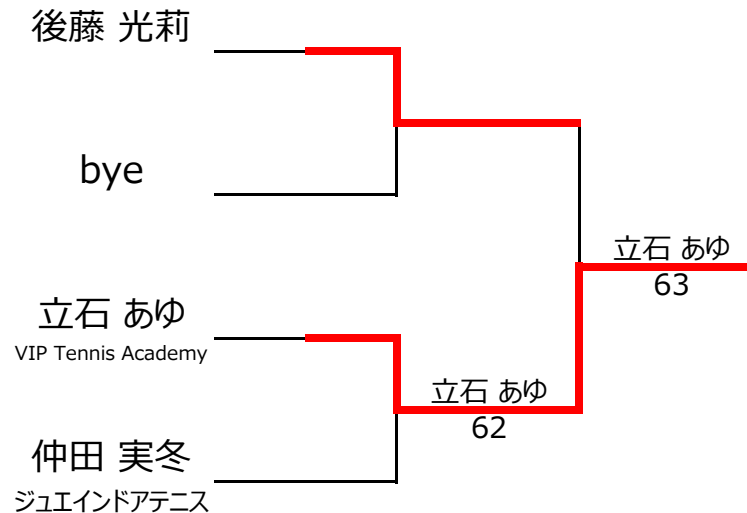 後藤 光莉
bye
立石 あゆ
63
立石 あゆ
VIP Tennis Academy
立石 あゆ
62
仲田 実冬
ジュエインドアテニス